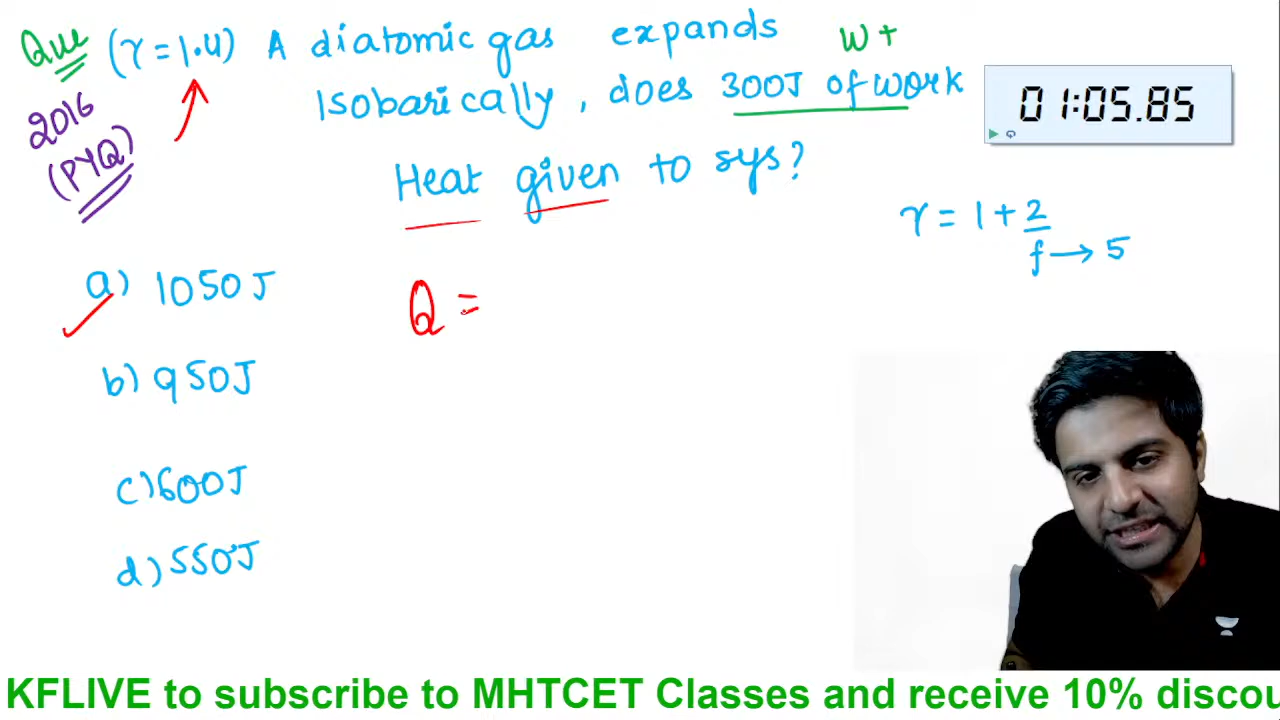 Que (γ = 1.4) A diatomic gas expands W +
Isobarically, does 300J of work
2016
(PYQ)
Heat given to sys?
01:05.85
γ = 1 + 2
f → 5
a) 1050J
Q =
b) 950J
c) 600J
d) 550J
KFLIVE to subscribe to MHTCET Classes and receive 10% discou